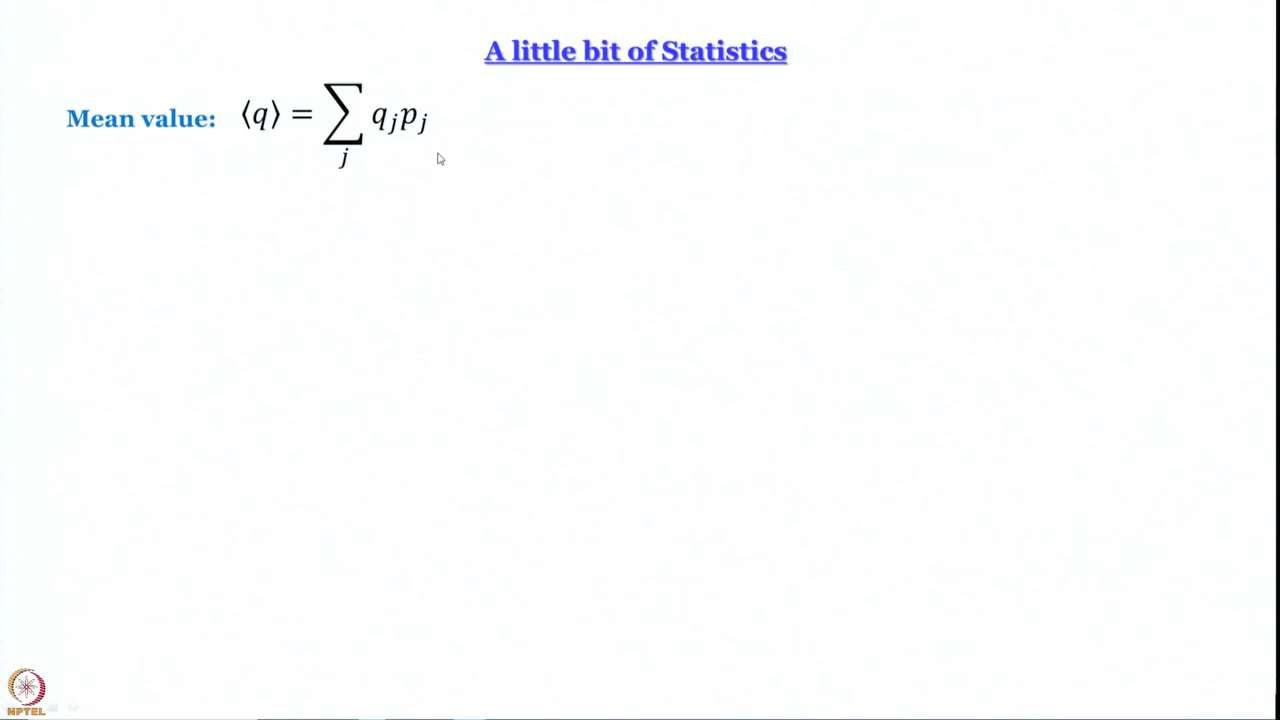 A little bit of Statistics
Mean value: ⟨q⟩ = ∑_j q_j p_j
NPTEL